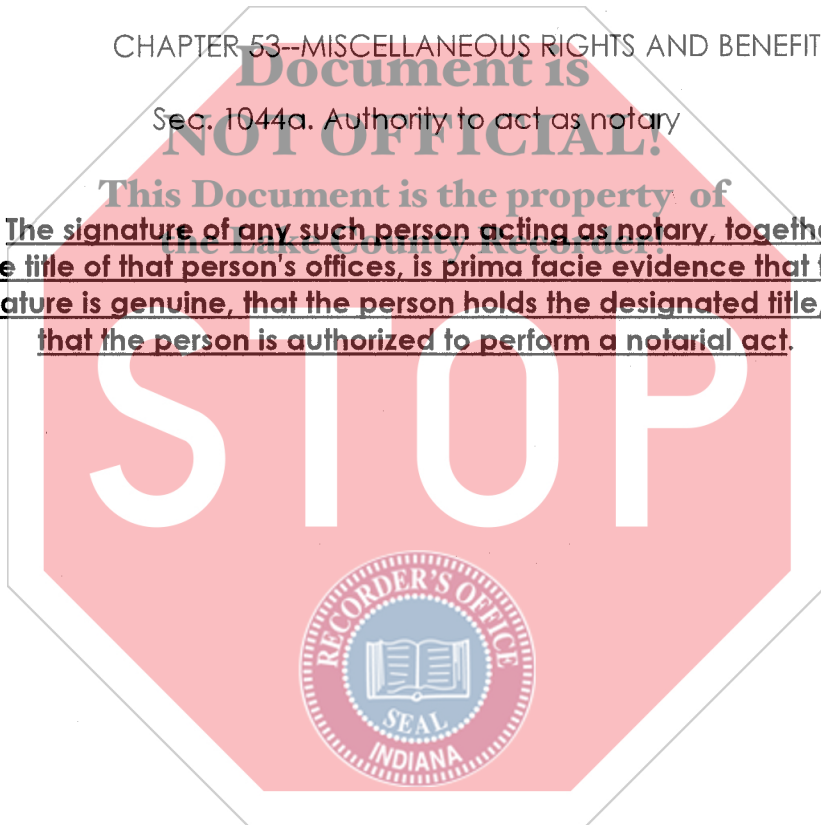 CHAPTER 53--MISCELLANEOUS RIGHTS AND BENEFIT
Document is
Sec. 1044a. Authority to act as notary
NOT OFFICIAL!
This Document is the property of
The signature of any such person acting as notary, togethe
the Lake County Recorder!
e title of that person's offices, is prima facie evidence that t
ature is genuine, that the person holds the designated title,
that the person is authorized to perform a notarial act.
STOP
RECORDER'S OFFICE
SEAL
INDIANA